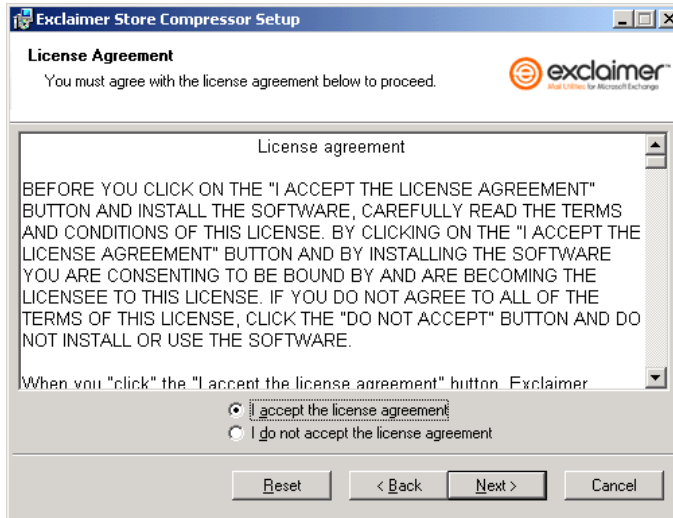 Exclaimer Store Compressor Setup
License Agreement
You must agree with the license agreement below to proceed.
exclaimer™
Mail Utilities for Microsoft Exchange
License agreement
BEFORE YOU CLICK ON THE "I ACCEPT THE LICENSE AGREEMENT"
BUTTON AND INSTALL THE SOFTWARE, CAREFULLY READ THE TERMS
AND CONDITIONS OF THIS LICENSE. BY CLICKING ON THE "I ACCEPT THE
LICENSE AGREEMENT" BUTTON AND BY INSTALLING THE SOFTWARE
YOU ARE CONSENTING TO BE BOUND BY AND ARE BECOMING THE
LICENSEE TO THIS LICENSE. IF YOU DO NOT AGREE TO ALL OF THE
TERMS OF THIS LICENSE, CLICK THE "DO NOT ACCEPT" BUTTON AND DO
NOT INSTALL OR USE THE SOFTWARE.
When you "click" the "I accept the license agreement" button, Exclaimer
I accept the license agreement
I do not accept the license agreement
Reset
< Back
Next >
Cancel